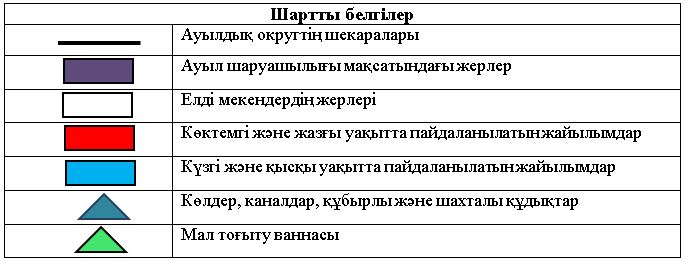 Шартты белгілер
Ауылдық округтің шекаралары
Ауыл шаруашылығы мақсатындағы жерлер
Елді мекендердің жерлері
Көктемгі және жазғы уақытта пайдаланылатын жайылымдар
Күзгі және қысқы уақытта пайдаланылатын жайылымдар
Көлдер, каналдар, құбырлы және шахталы құдықтар
Мал тоғыту ваннасы